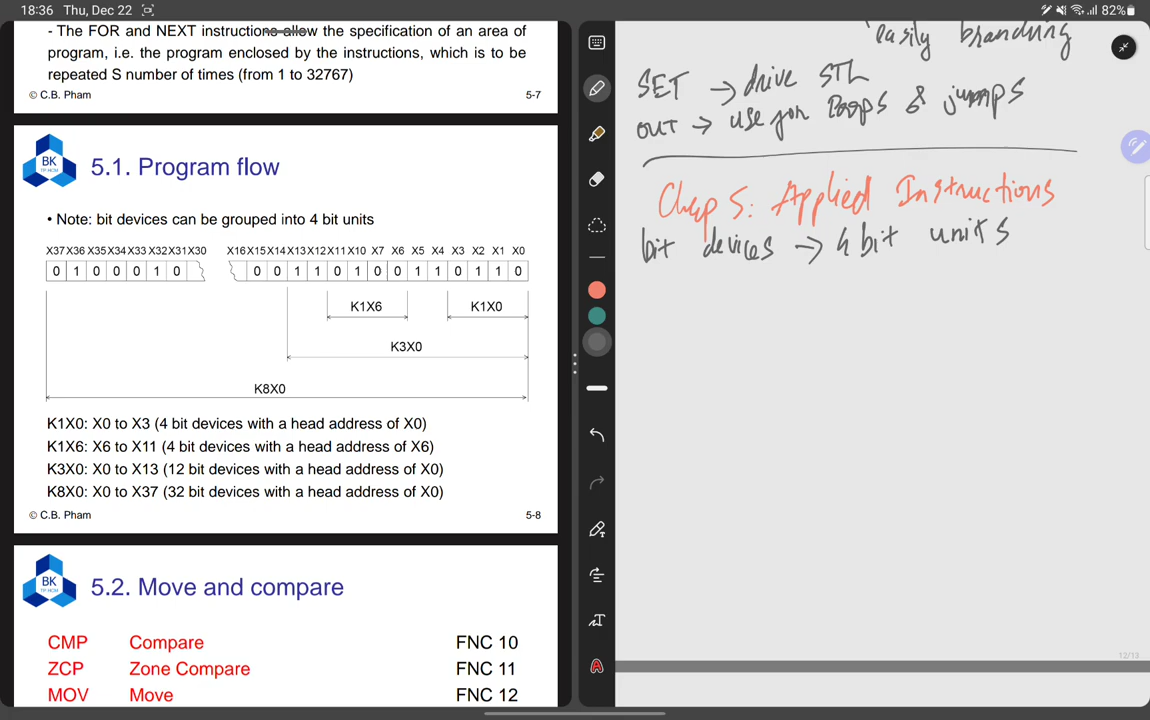 18:36 Thu, Dec 22
82%
- The FOR and NEXT instructions allow the specification of an area of
program, i.e. the program enclosed by the instructions, which is to be
repeated S number of times (from 1 to 32767)
© C.B. Pham 5-7
BK
TP.HCM
5.1. Program flow
• Note: bit devices can be grouped into 4 bit units
X37 X36 X35 X34 X33 X32 X31 X30 X16 X15 X14 X13 X12 X11 X10 X7 X6 X5 X4 X3 X2 X1 X0
0 1 0 0 0 1 0 0 0 1 1 0 1 0 0 1 1 0 1 1 0
K1X6 K1X0
K3X0
K8X0
K1X0: X0 to X3 (4 bit devices with a head address of X0)
K1X6: X6 to X11 (4 bit devices with a head address of X6)
K3X0: X0 to X13 (12 bit devices with a head address of X0)
K8X0: X0 to X37 (32 bit devices with a head address of X0)
© C.B. Pham 5-8
BK
TP.HCM
5.2. Move and compare
CMP Compare FNC 10
ZCP Zone Compare FNC 11
MOV Move FNC 12
easily branding
SET → drive STL
OUT → use for loops & jumps
Chap 5: Applied Instructions
bit devices → 4 bit units
12/13